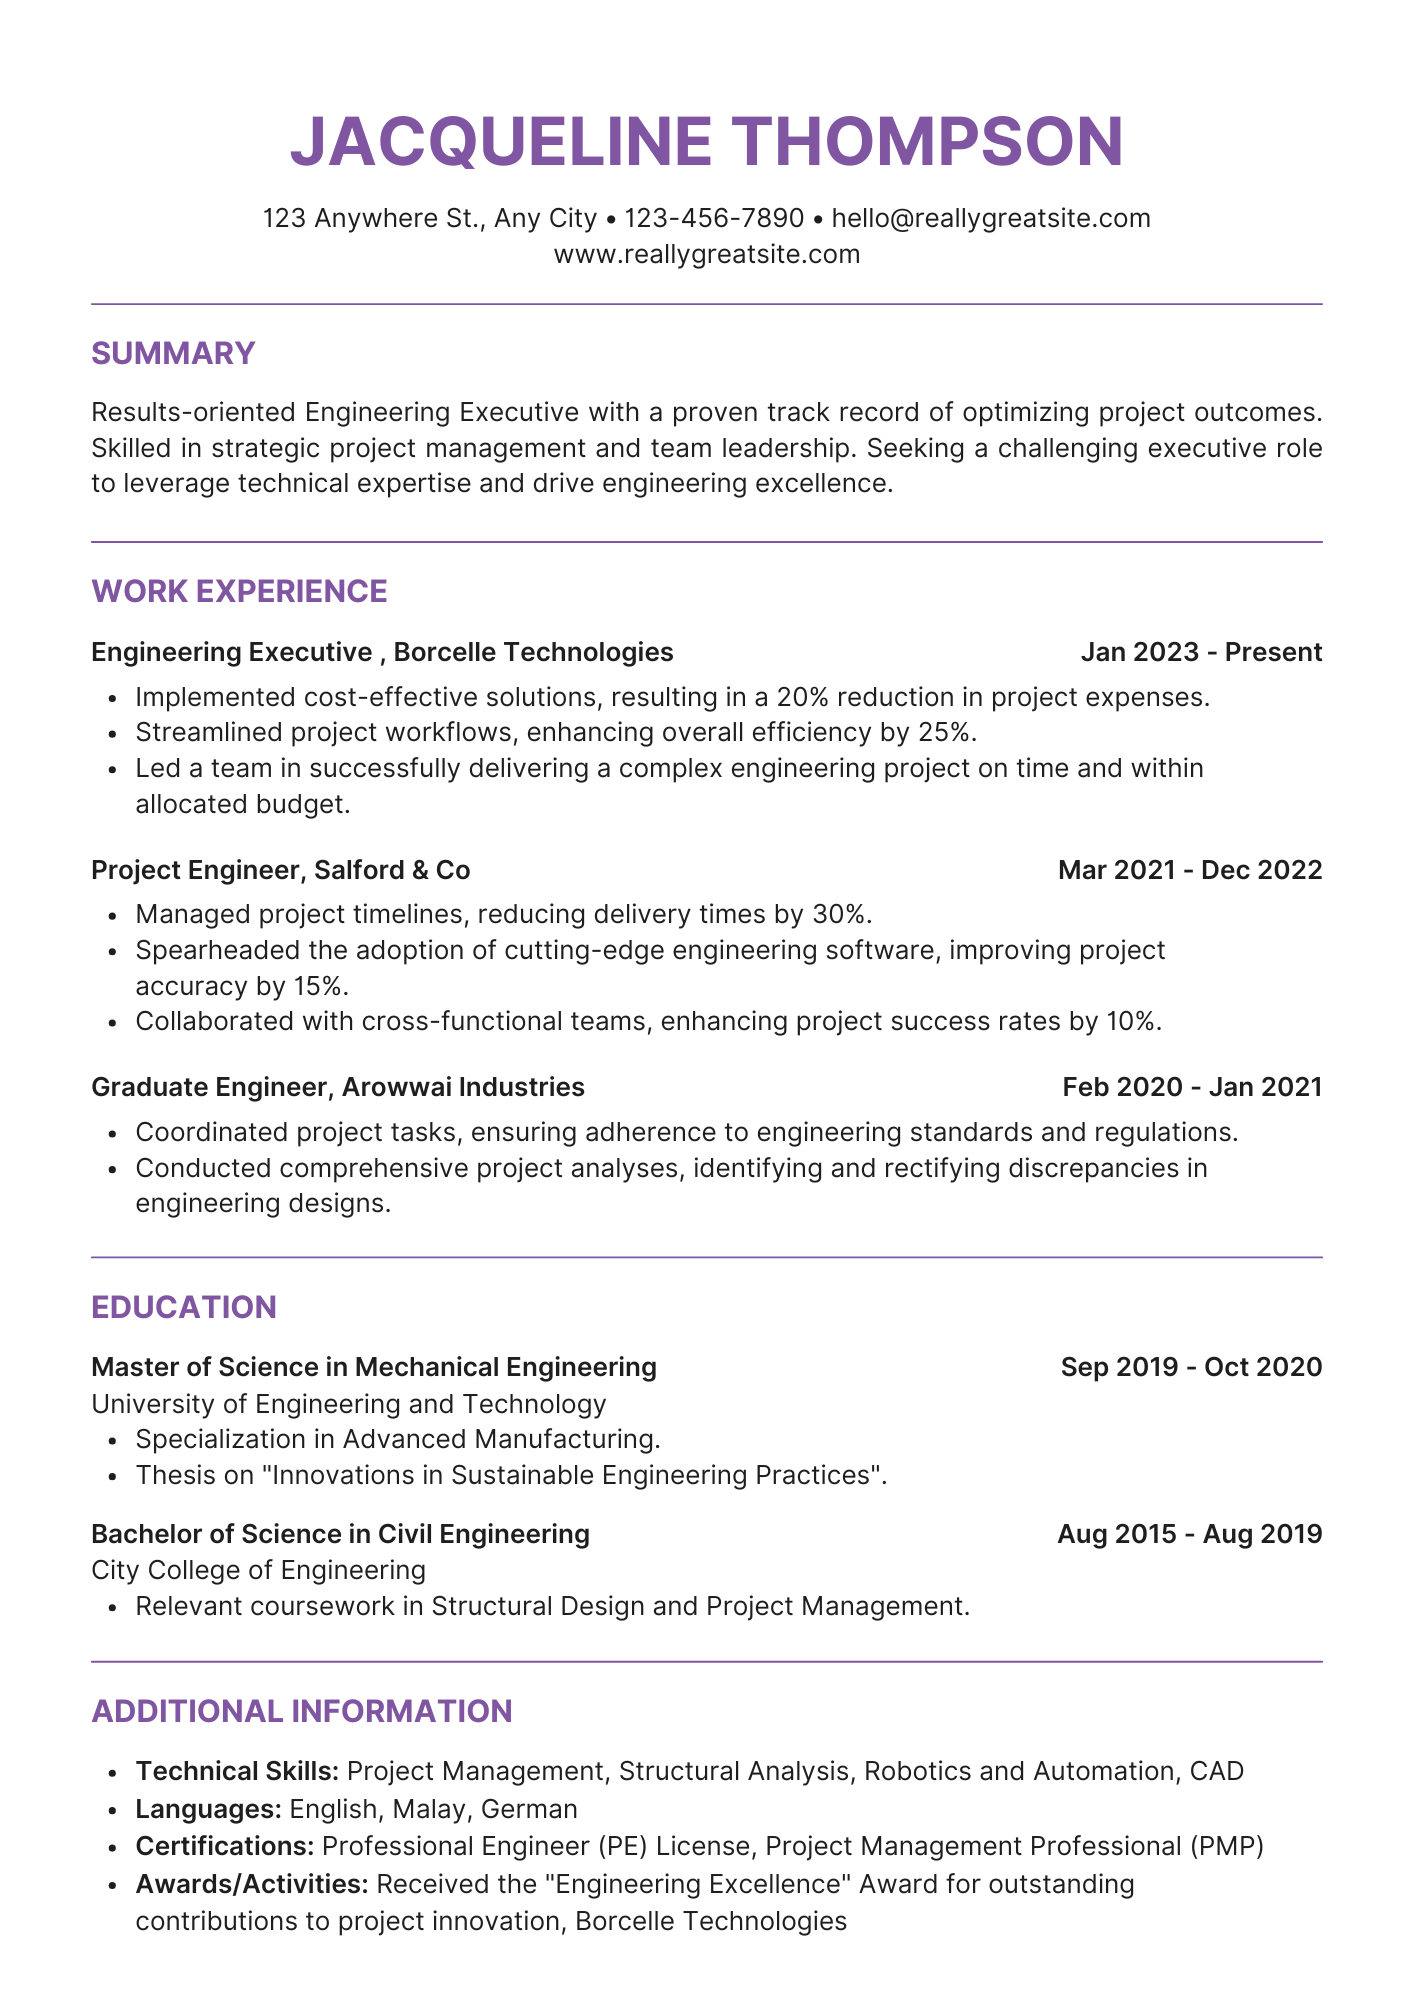 JACQUELINE THOMPSON
123 Anywhere St., Any City • 123-456-7890 • hello@reallygreatsite.com
www.reallygreatsite.com
SUMMARY
Results-oriented Engineering Executive with a proven track record of optimizing project outcomes.
Skilled in strategic project management and team leadership. Seeking a challenging executive role
to leverage technical expertise and drive engineering excellence.
WORK EXPERIENCE
Engineering Executive , Borcelle Technologies Jan 2023 - Present
• Implemented cost-effective solutions, resulting in a 20% reduction in project expenses.
• Streamlined project workflows, enhancing overall efficiency by 25%.
• Led a team in successfully delivering a complex engineering project on time and within
allocated budget.
Project Engineer, Salford & Co Mar 2021 - Dec 2022
• Managed project timelines, reducing delivery times by 30%.
• Spearheaded the adoption of cutting-edge engineering software, improving project
accuracy by 15%.
• Collaborated with cross-functional teams, enhancing project success rates by 10%.
Graduate Engineer, Arowwai Industries Feb 2020 - Jan 2021
• Coordinated project tasks, ensuring adherence to engineering standards and regulations.
• Conducted comprehensive project analyses, identifying and rectifying discrepancies in
engineering designs.
EDUCATION
Master of Science in Mechanical Engineering Sep 2019 - Oct 2020
University of Engineering and Technology
• Specialization in Advanced Manufacturing.
• Thesis on "Innovations in Sustainable Engineering Practices".
Bachelor of Science in Civil Engineering Aug 2015 - Aug 2019
City College of Engineering
• Relevant coursework in Structural Design and Project Management.
ADDITIONAL INFORMATION
• Technical Skills: Project Management, Structural Analysis, Robotics and Automation, CAD
• Languages: English, Malay, German
• Certifications: Professional Engineer (PE) License, Project Management Professional (PMP)
• Awards/Activities: Received the "Engineering Excellence" Award for outstanding
contributions to project innovation, Borcelle Technologies